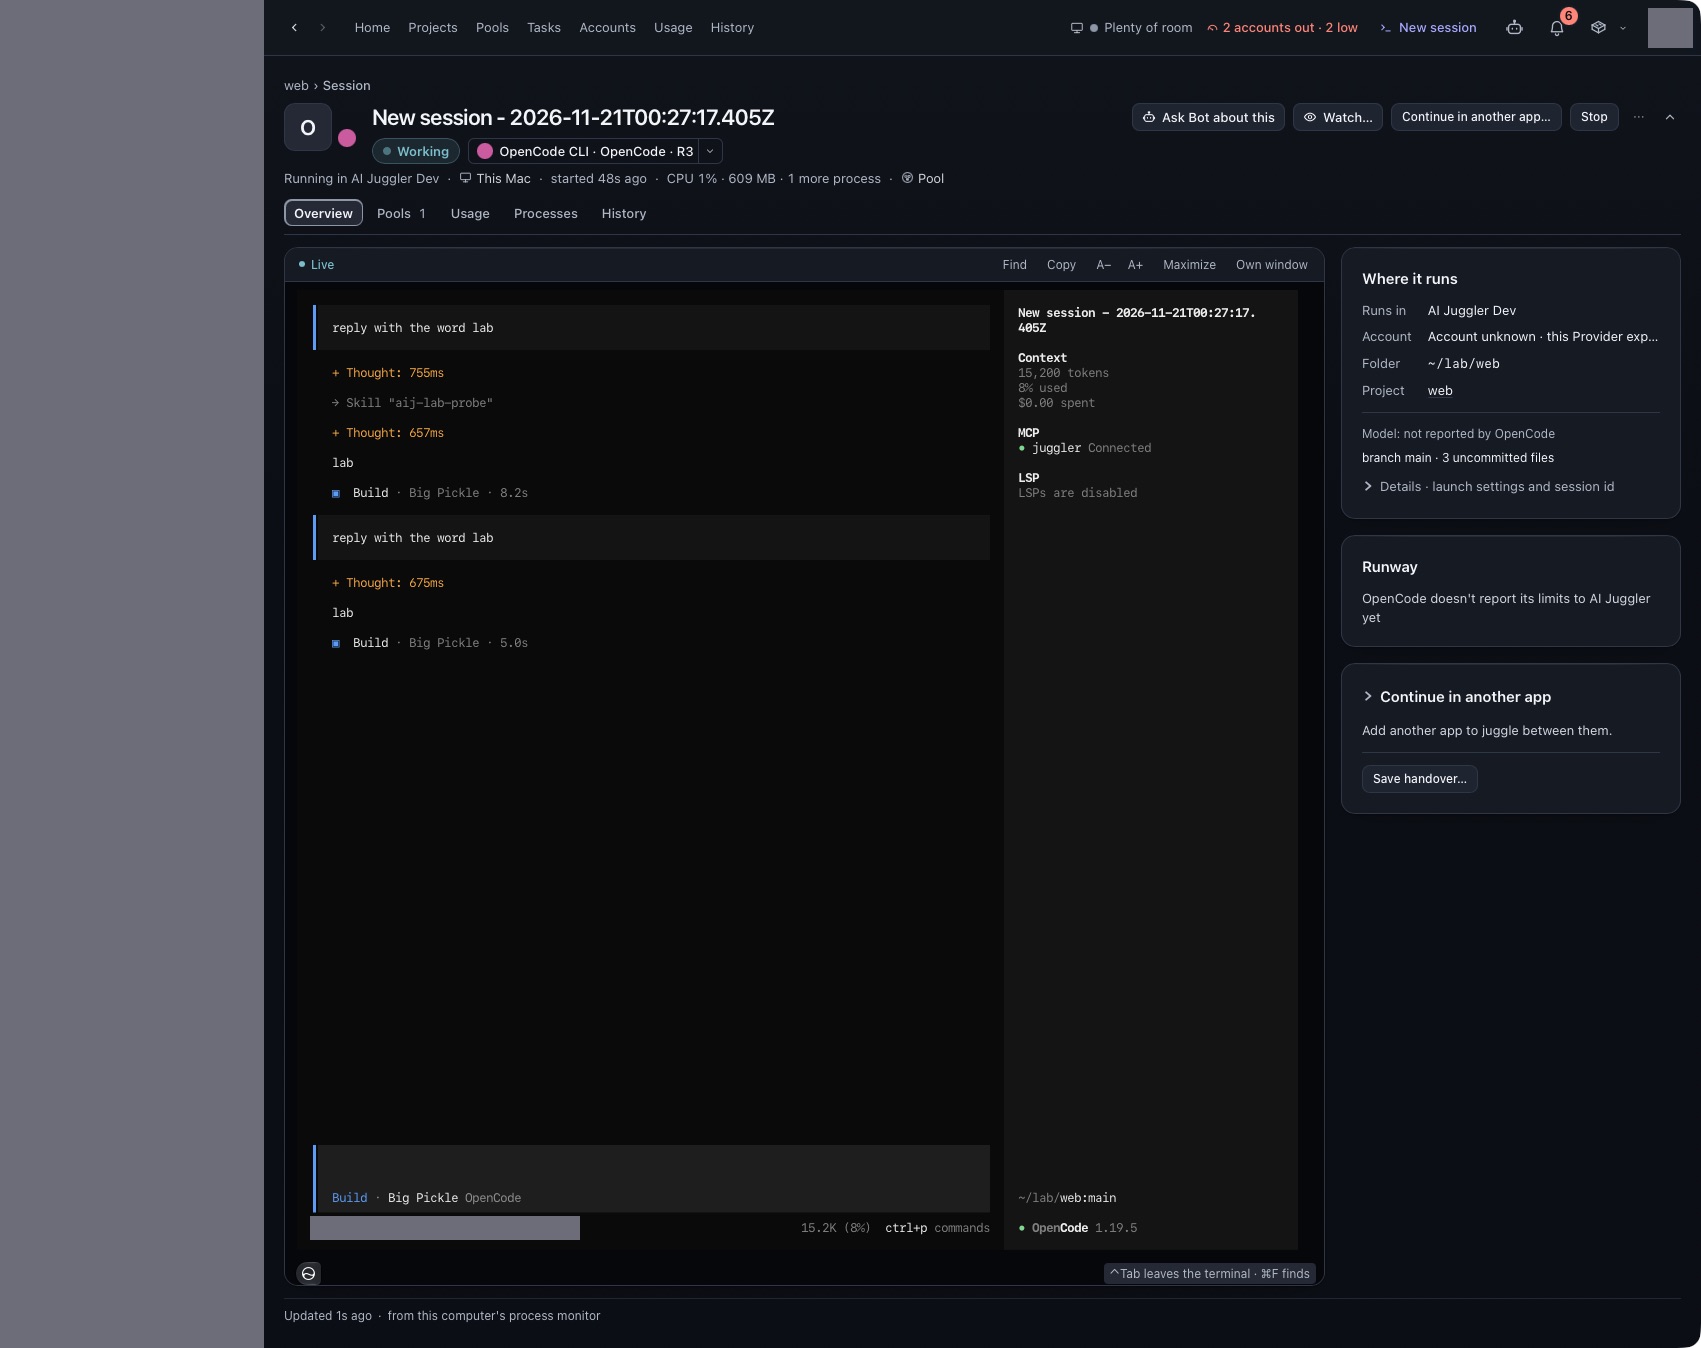 Home Projects Pools Tasks Accounts Usage History
Plenty of room 2 accounts out · 2 low New session 6
web › Session
O
New session - 2026-11-21T00:27:17.405Z
Ask Bot about this Watch... Continue in another app... Stop ...
Working OpenCode CLI · OpenCode · R3
Running in AI Juggler Dev · This Mac · started 48s ago · CPU 1% · 609 MB · 1 more process · Pool
Overview Pools 1 Usage Processes History
Live
Find Copy A− A+ Maximize Own window
reply with the word lab
+ Thought: 755ms
→ Skill "aij-lab-probe"
+ Thought: 657ms
lab
Build · Big Pickle · 8.2s
reply with the word lab
+ Thought: 675ms
lab
Build · Big Pickle · 5.0s
Build · Big Pickle OpenCode
15.2K (8%) ctrl+p commands
New session - 2026-11-21T00:27:17.
405Z
Context
15,200 tokens
8% used
$0.00 spent
MCP
• juggler Connected
LSP
LSPs are disabled
~/lab/web:main
• OpenCode 1.19.5
^Tab leaves the terminal · ⌘F finds
Where it runs
Runs in AI Juggler Dev
Account Account unknown · this Provider exp...
Folder ~/lab/web
Project web
Model: not reported by OpenCode
branch main · 3 uncommitted files
Details · launch settings and session id
Runway
OpenCode doesn't report its limits to AI Juggler
yet
Continue in another app
Add another app to juggle between them.
Save handover...
Updated 1s ago · from this computer's process monitor